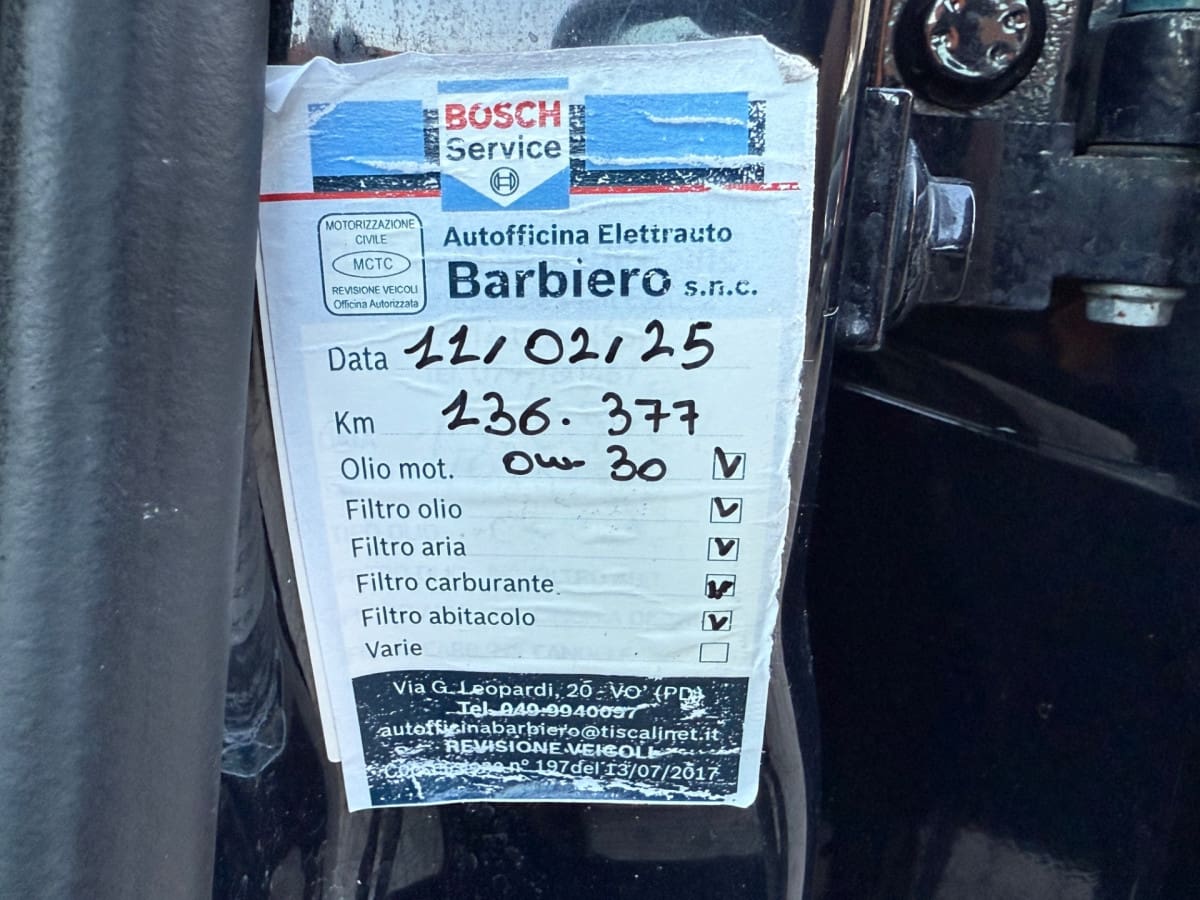 BOSCH
Service
MOTORIZZAZIONE
CIVILE
MCTC
REVISIONE VEICOLI
Officina Autorizzata
Autofficina Elettrauto
Barbiero s.n.c.
Data 11/02/25
Km 136.377
Olio mot. 0w 30
Filtro olio
Filtro aria
Filtro carburante
Filtro abitacolo
Varie
Via G. Leopardi, 20 - VO' (PD)
Tel. 049.9940097
autofficinabarbiero@tiscalinet.it
REVISIONE VEICOLI
Concessione n° 197 del 13/07/2017